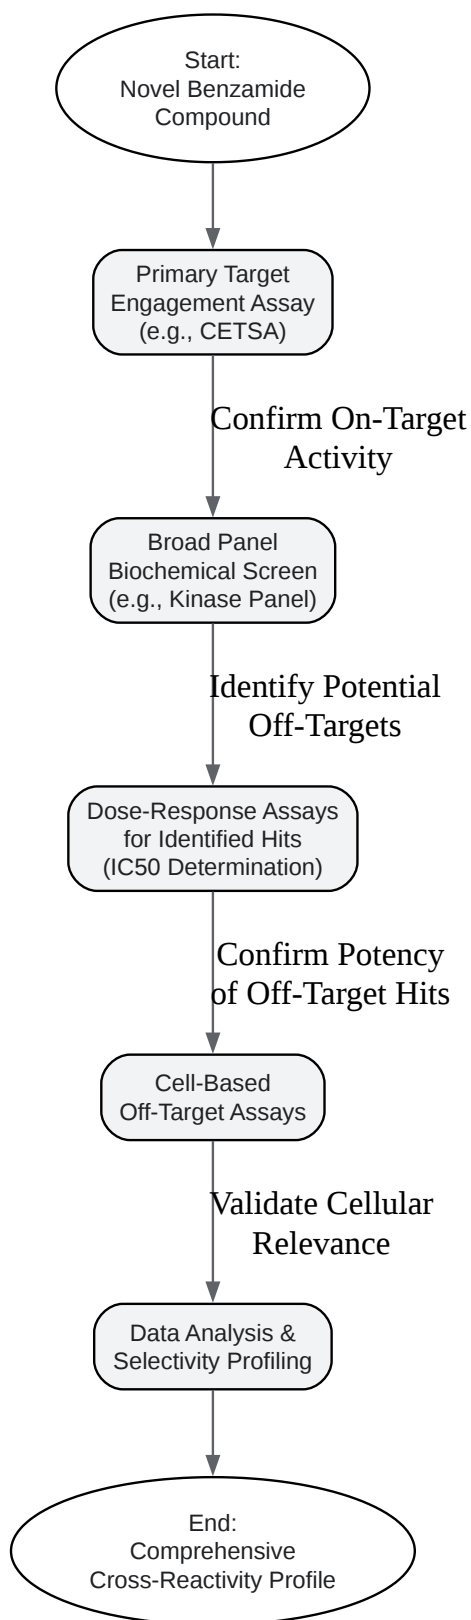 Start:
Novel Benzamide
Compound
Primary Target
Engagement Assay
(e.g., CETSA)
Confirm On-Target
Activity
Broad Panel
Biochemical Screen
(e.g., Kinase Panel)
Identify Potential
Off-Targets
Dose-Response Assays
for Identified Hits
(IC50 Determination)
Confirm Potency
of Off-Target Hits
Cell-Based
Off-Target Assays
Validate Cellular
Relevance
Data Analysis &
Selectivity Profiling
End:
Comprehensive
Cross-Reactivity Profile